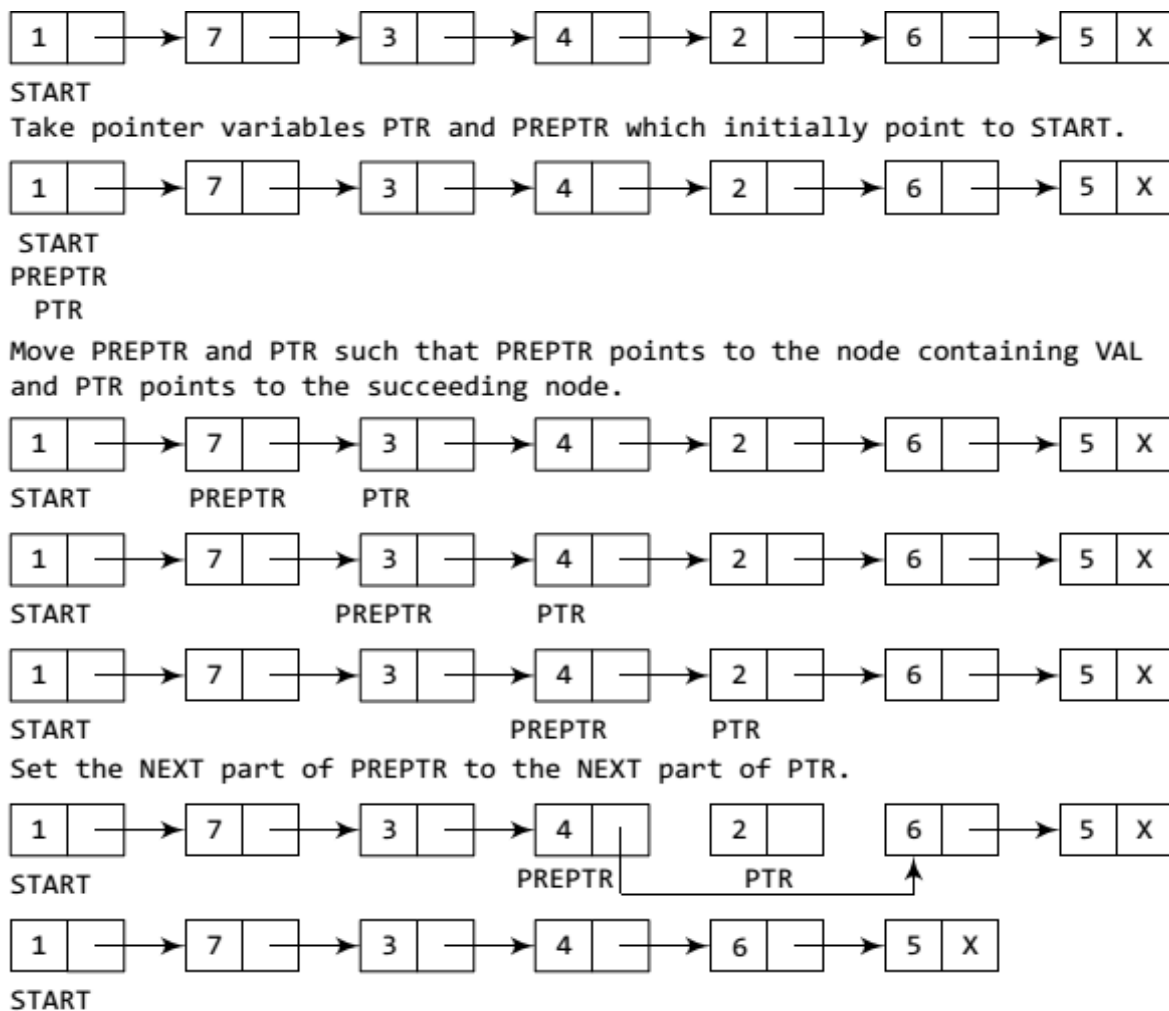 1 7 3 4 2 6 5 X
START
Take pointer variables PTR and PREPTR which initially point to START.
1 7 3 4 2 6 5 X
START
PREPTR
PTR
Move PREPTR and PTR such that PREPTR points to the node containing VAL
and PTR points to the succeeding node.
1 7 3 4 2 6 5 X
START PREPTR PTR
1 7 3 4 2 6 5 X
START PREPTR PTR
1 7 3 4 2 6 5 X
START PREPTR PTR
Set the NEXT part of PREPTR to the NEXT part of PTR.
1 7 3 4 2 6 5 X
START PREPTR PTR
1 7 3 4 6 5 X
START